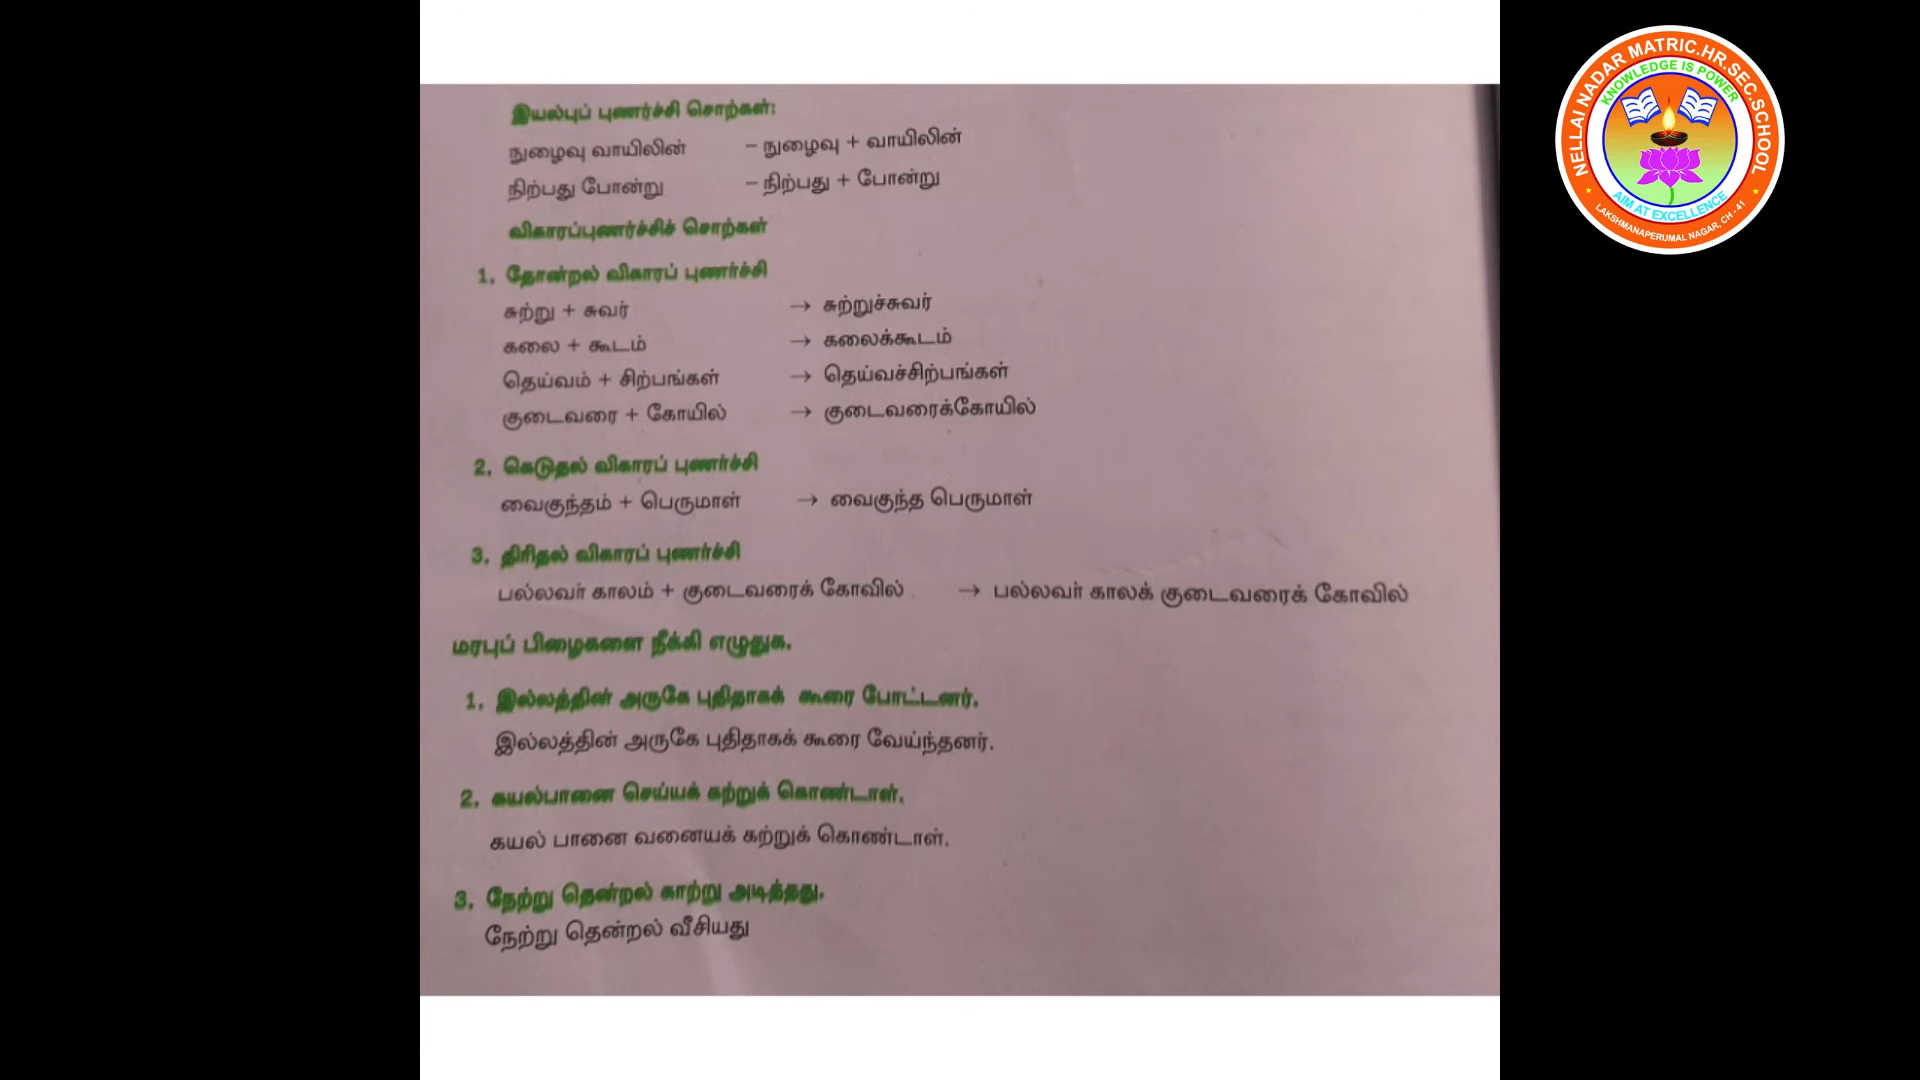 இயல்புப் புணர்ச்சி சொற்கள்:
நுழைவு வாயிலின் – நுழைவு + வாயிலின்
நிற்பது போன்று – நிற்பது + போன்று
விகாரப்புணர்ச்சிச் சொற்கள்
1. தோன்றல் விகாரப் புணர்ச்சி
சுற்று + சுவர் → சுற்றுச்சுவர்
கலை + கூடம் → கலைக்கூடம்
தெய்வம் + சிற்பங்கள் → தெய்வச்சிற்பங்கள்
குடைவரை + கோயில் → குடைவரைக்கோயில்
2. கெடுதல் விகாரப் புணர்ச்சி
வைகுந்தம் + பெருமாள் → வைகுந்த பெருமாள்
3. திரிதல் விகாரப் புணர்ச்சி
பல்லவர் காலம் + குடைவரைக் கோவில் → பல்லவர் காலக் குடைவரைக் கோவில்
மரபுப் பிழைகளை நீக்கி எழுதுக.
1. இல்லத்தின் அருகே புதிதாகக் கூரை போட்டனர்.
இல்லத்தின் அருகே புதிதாகக் கூரை வேய்ந்தனர்.
2. கயல்பானை செய்யக் கற்றுக் கொண்டாள்.
கயல் பானை வனையக் கற்றுக் கொண்டாள்.
3. நேற்று தென்றல் காற்று அடித்தது.
நேற்று தென்றல் வீசியது
NELLAI NADAR MATRIC.HR.SEC.SCHOOL
KNOWLEDGE IS POWER
AIM AT EXCELLENCE
LAKSHMANAPERUMAL NAGAR, CH - 41